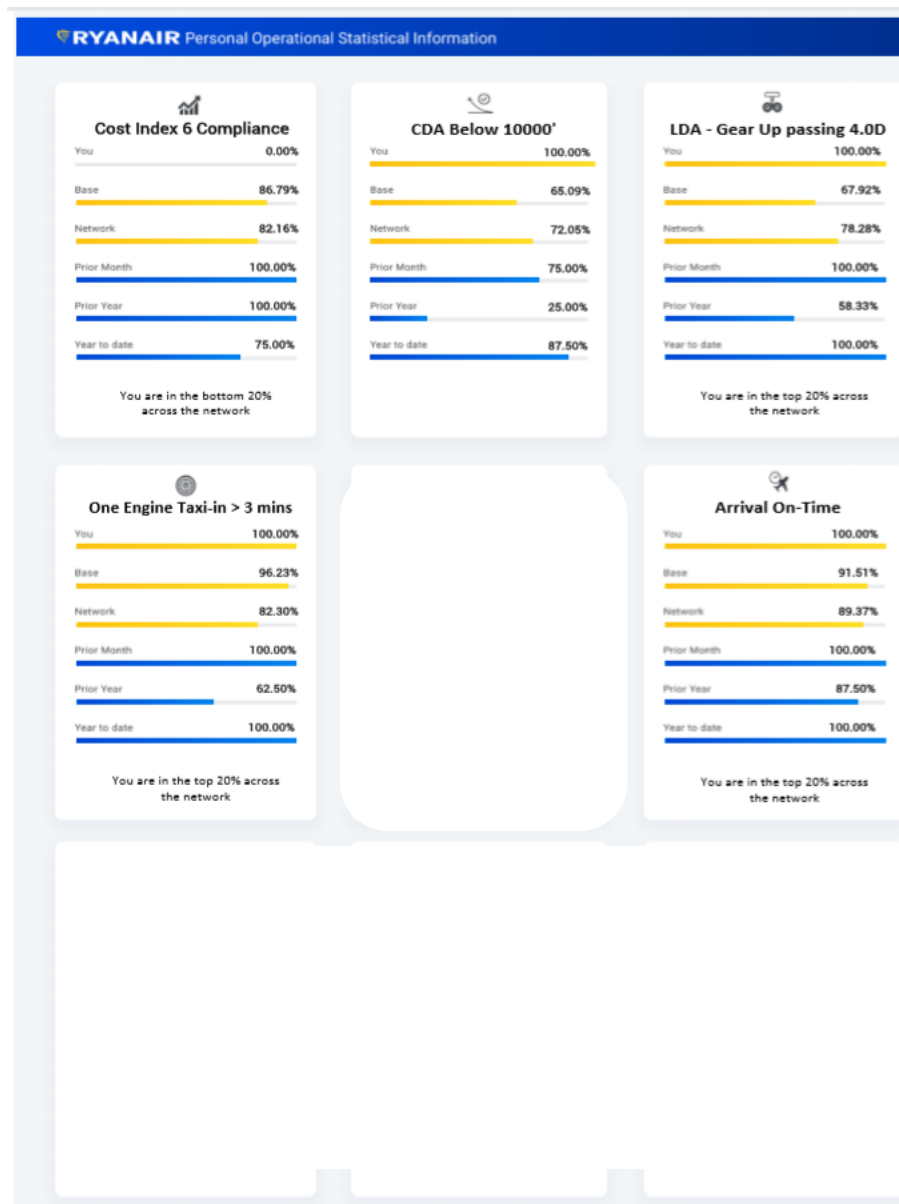 RYANAIR Personal Operational Statistical Information
Cost Index 6 Compliance
You 0.00%
Base 86.79%
Network 82.16%
Prior Month 100.00%
Prior Year 100.00%
Year to date 75.00%
You are in the bottom 20%
across the network
CDA Below 10000'
You 100.00%
Base 65.09%
Network 72.05%
Prior Month 75.00%
Prior Year 25.00%
Year to date 87.50%
LDA - Gear Up passing 4.0D
You 100.00%
Base 67.92%
Network 78.28%
Prior Month 100.00%
Prior Year 58.33%
Year to date 100.00%
You are in the top 20% across
the network
One Engine Taxi-in > 3 mins
You 100.00%
Base 96.23%
Network 82.30%
Prior Month 100.00%
Prior Year 62.50%
Year to date 100.00%
You are in the top 20% across
the network
Arrival On-Time
You 100.00%
Base 91.51%
Network 89.37%
Prior Month 100.00%
Prior Year 87.50%
Year to date 100.00%
You are in the top 20% across
the network